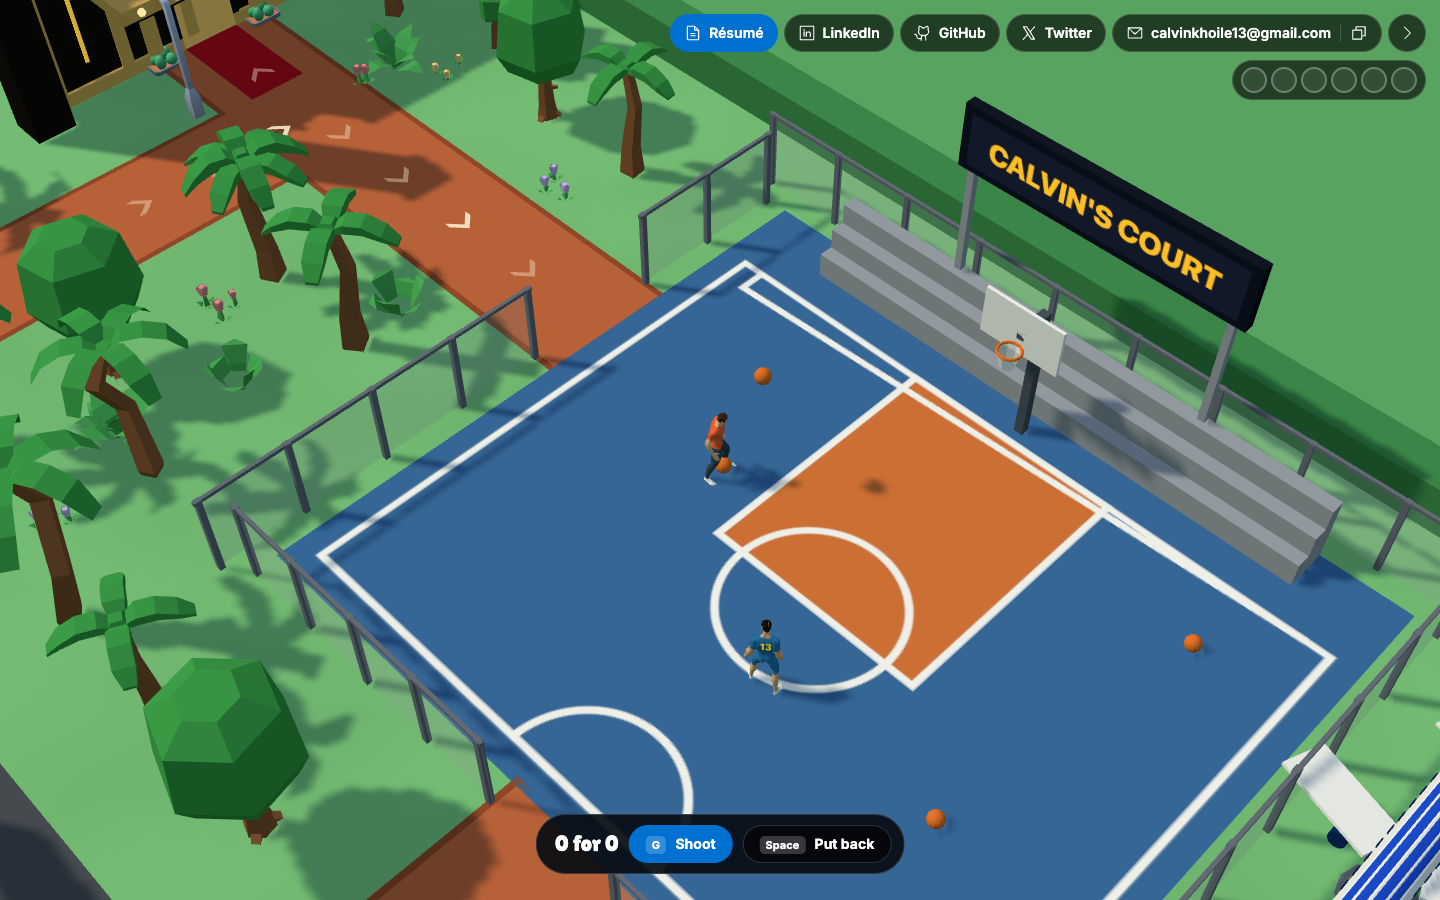 Résumé
LinkedIn
GitHub
Twitter
calvinkhoile13@gmail.com
CALVIN'S COURT
13
0 for 0
G Shoot
Space Put back